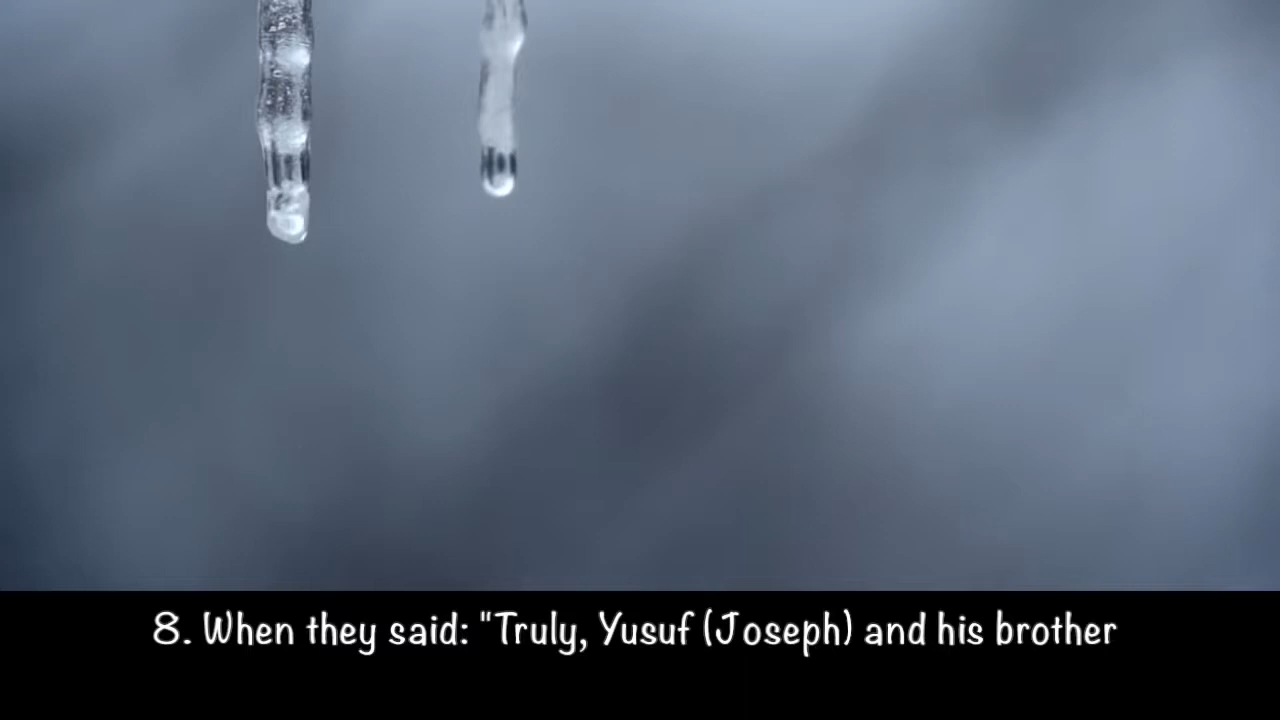 8. When they said: "Truly, Yusuf (Joseph) and his brother